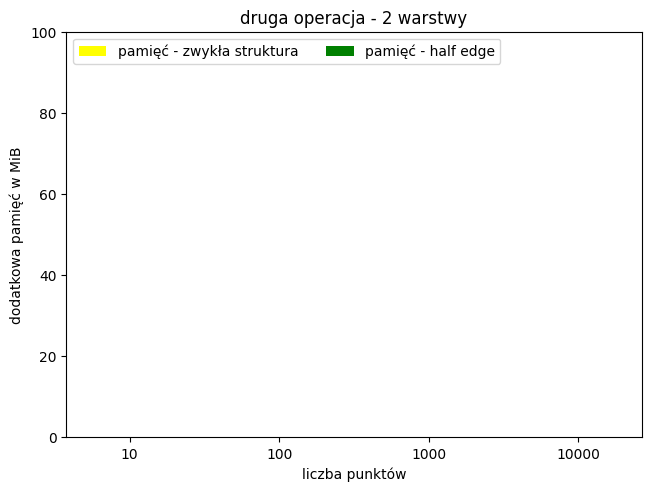 druga operacja - 2 warstwy
pamięć - zwykła struktura
pamięć - half edge
100
80
60
40
20
0
dodatkowa pamięć w MiB
10
100
1000
10000
liczba punktów